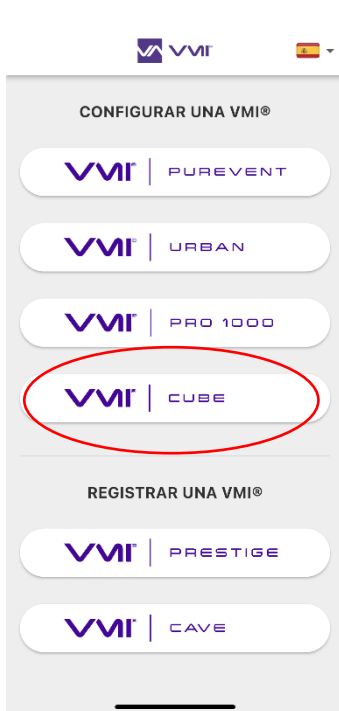 VMI
CONFIGURAR UNA VMI®
VMI® | PUREVENT
VMI® | URBAN
VMI® | PRO 1000
VMI® | CUBE
REGISTRAR UNA VMI®
VMI® | PRESTIGE
VMI® | CAVE